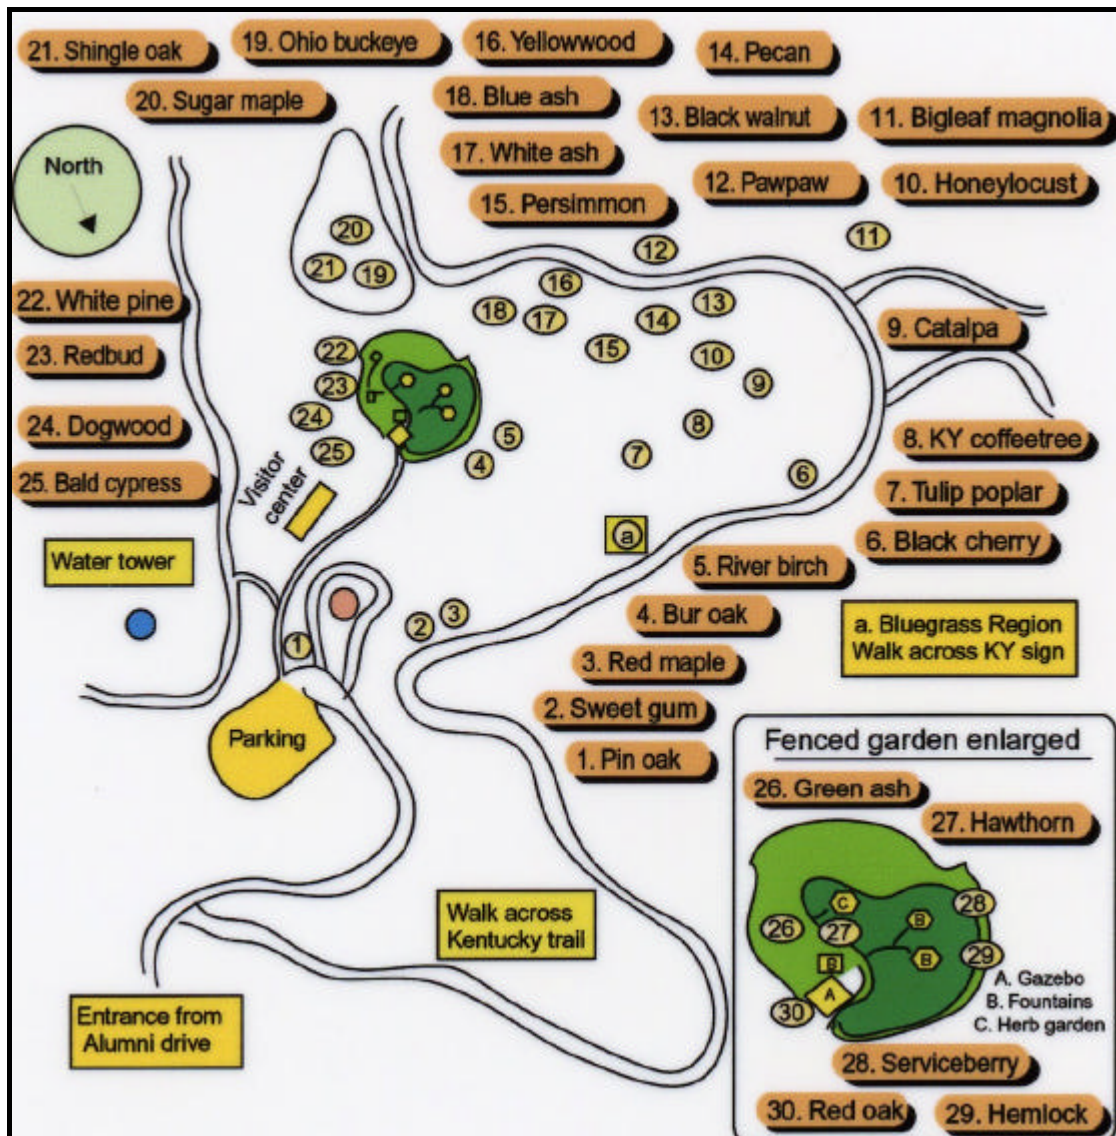 21. Shingle oak
19. Ohio buckeye
16. Yellowwood
14. Pecan
20. Sugar maple
18. Blue ash
13. Black walnut
11. Bigleaf magnolia
North
17. White ash
12. Pawpaw
10. Honeylocust
15. Persimmon
20
12
11
21
19
16
22. White pine
18
17
14
13
9. Catalpa
23. Redbud
22
15
10
23
9
24. Dogwood
24
5
8
8. KY coffeetree
25. Bald cypress
25
4
7
6
7. Tulip poplar
Visitor
center
6. Black cherry
Water tower
a
5. River birch
2
3
4. Bur oak
a. Bluegrass Region
Walk across KY sign
1
3. Red maple
Parking
2. Sweet gum
1. Pin oak
Fenced garden enlarged
26. Green ash
27. Hawthorn
Walk across
Kentucky trail
C
28
26
27
B
B
B
29
A
30
A. Gazebo
B. Fountains
C. Herb garden
Entrance from
Alumni drive
28. Serviceberry
30. Red oak
29. Hemlock